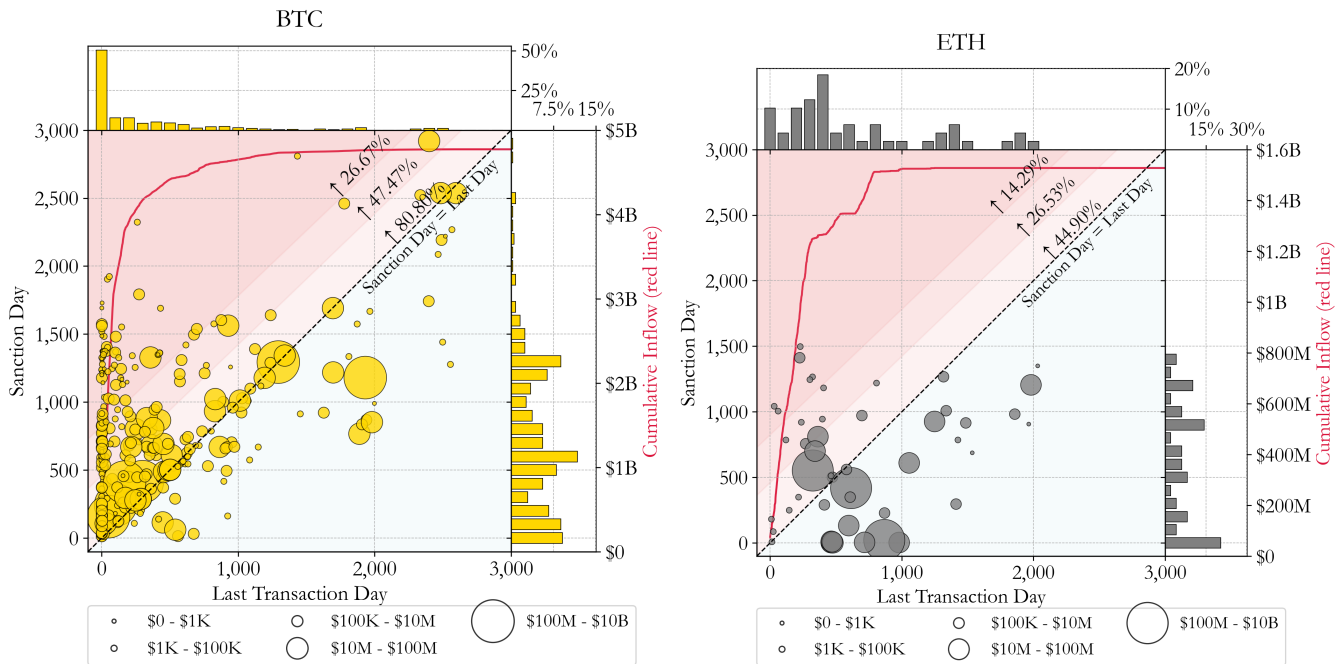 BTC
50%
25%
7.5% 15%
3,000
2,500
2,000
1,500
1,000
500
0
Sanction Day
↑ 26.67%
↑ 47.47%
↑ 80.80%
Sanction Day = Last Day
$5B
$4B
$3B
$2B
$1B
$0
Cumulative Inflow (red line)
0
1,000
2,000
3,000
Last Transaction Day
$0 - $1K
$1K - $100K
$100K - $10M
$10M - $100M
$100M - $10B
ETH
20%
10%
15% 30%
3,000
2,500
2,000
1,500
1,000
500
0
Sanction Day
↑ 14.29%
↑ 26.53%
↑ 44.90%
Sanction Day = Last Day
$1.6B
$1.4B
$1.2B
$1B
$800M
$600M
$400M
$200M
$0
Cumulative Inflow (red line)
0
1,000
2,000
3,000
Last Transaction Day
$0 - $1K
$1K - $100K
$100K - $10M
$10M - $100M
$100M - $10B